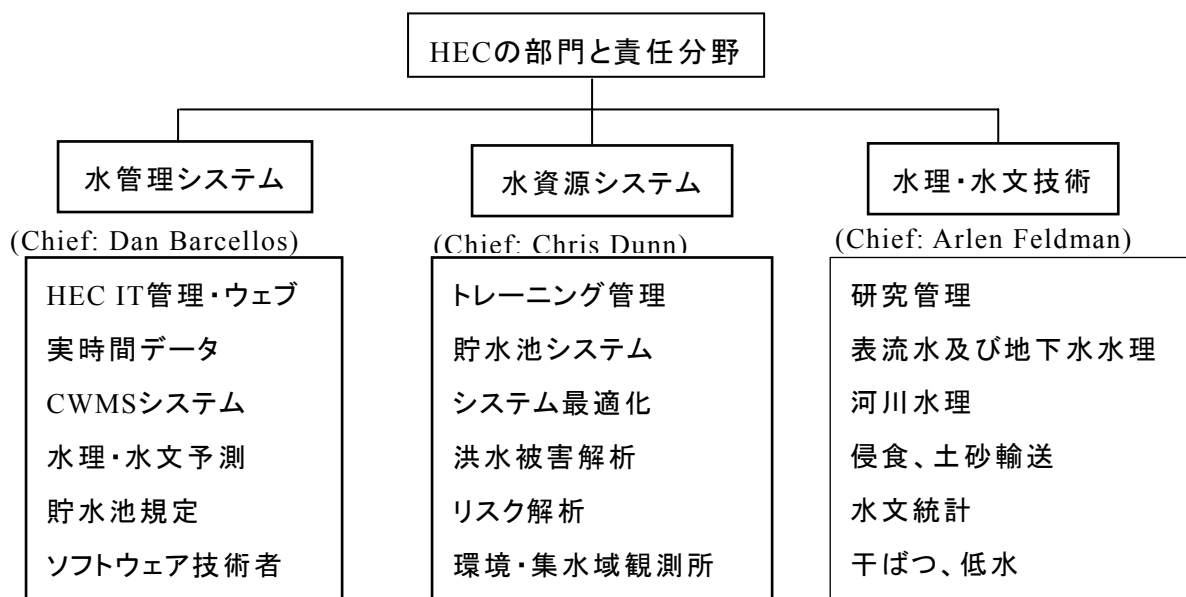 HECの部門と責任分野
水管理システム
(Chief: Dan Barcellos)
HEC IT管理・ウェブ
実時間データ
CWMSシステム
水理・水文予測
貯水池規定
ソフトウェア技術者
水資源システム
(Chief: Chris Dunn)
トレーニング管理
貯水池システム
システム最適化
洪水被害解析
リスク解析
環境・集水域観測所
水理・水文技術
(Chief: Arlen Feldman)
研究管理
表流水及び地下水水理
河川水理
侵食、土砂輸送
水文統計
干ばつ、低水